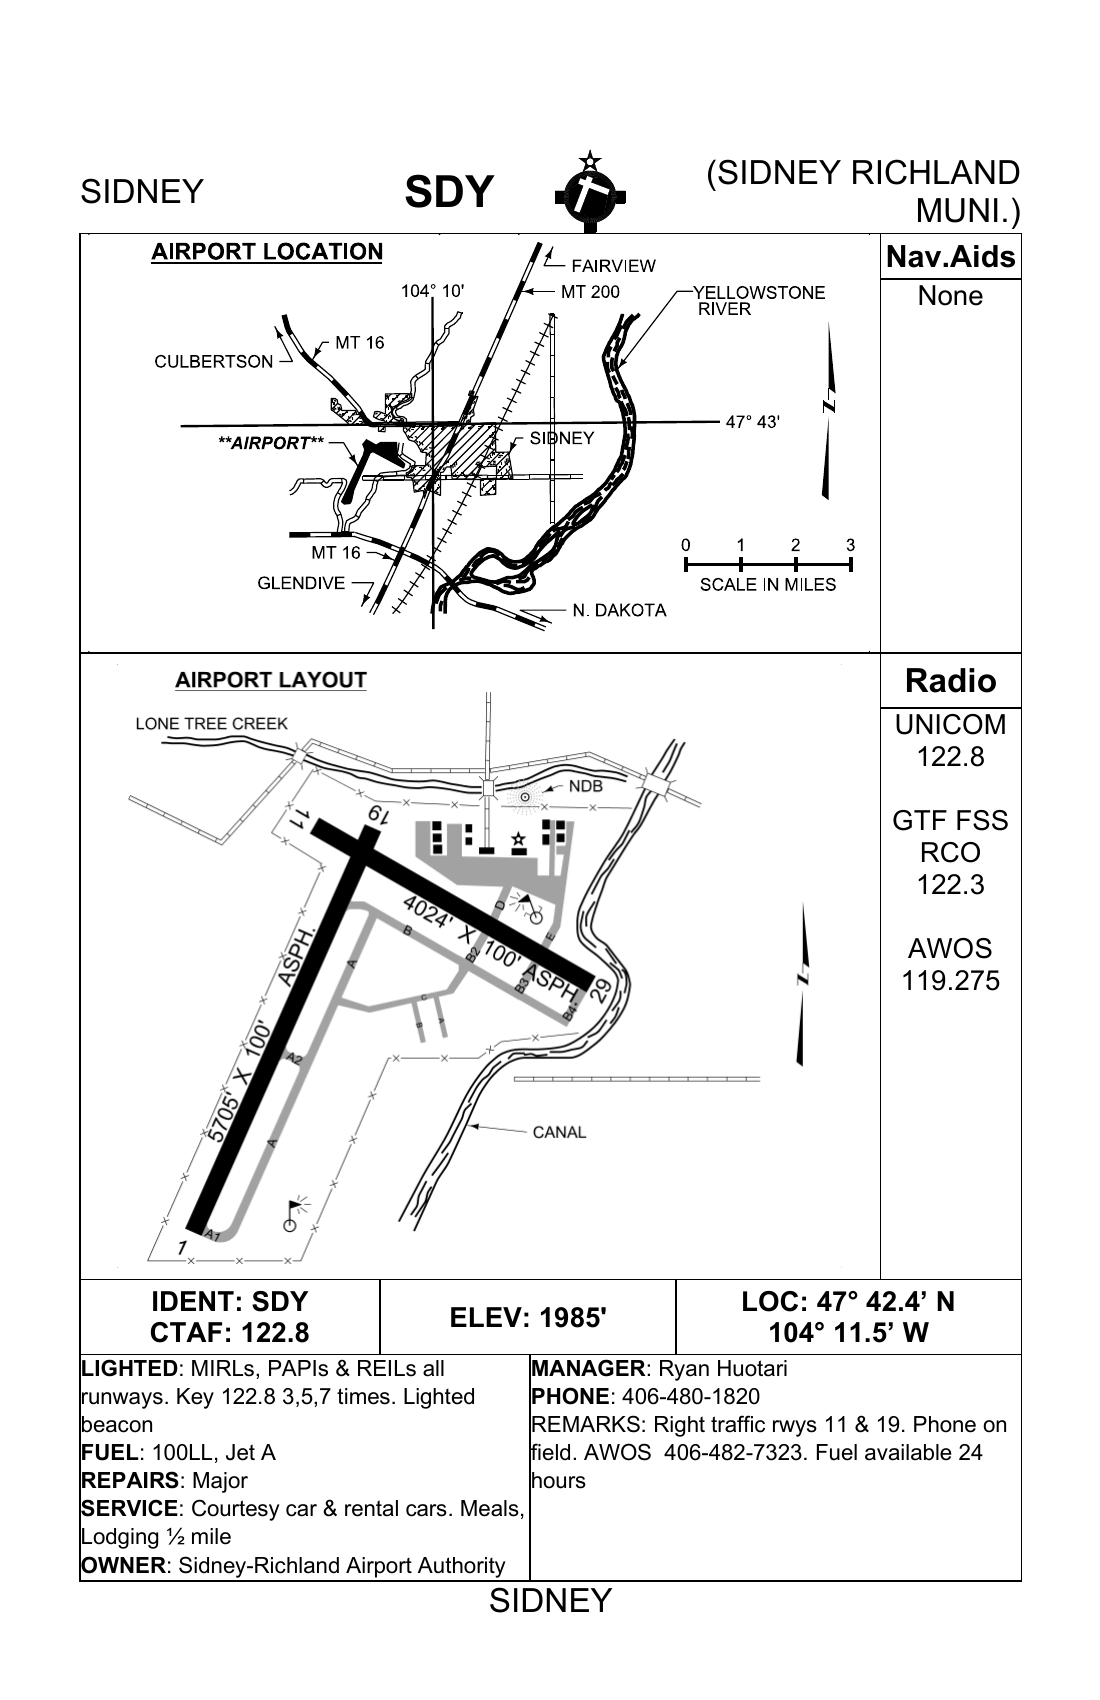 SIDNEY
SDY
(SIDNEY RICHLAND
MUNI.)
AIRPORT LOCATION
FAIRVIEW
104° 10'
MT 200
YELLOWSTONE
RIVER
MT 16
CULBERTSON
47° 43'
**AIRPORT**
SIDNEY
N
MT 16
GLENDIVE
N. DAKOTA
0 1 2 3
SCALE IN MILES
Nav.Aids
None
AIRPORT LAYOUT
LONE TREE CREEK
NDB
11
19
4024' X 100' ASPH.
29
5705' X 100' ASPH.
1
A
A
A1
A2
B
B2
B3
B4
C
D
E
B
A
N
CANAL
Radio
UNICOM
122.8
GTF FSS
RCO
122.3
AWOS
119.275
IDENT: SDY
CTAF: 122.8
ELEV: 1985'
LOC: 47° 42.4’ N
104° 11.5’ W
LIGHTED: MIRLs, PAPIs & REILs all
runways. Key 122.8 3,5,7 times. Lighted
beacon
FUEL: 100LL, Jet A
REPAIRS: Major
SERVICE: Courtesy car & rental cars. Meals,
Lodging ½ mile
OWNER: Sidney-Richland Airport Authority
MANAGER: Ryan Huotari
PHONE: 406-480-1820
REMARKS: Right traffic rwys 11 & 19. Phone on
field. AWOS  406-482-7323. Fuel available 24
hours
SIDNEY